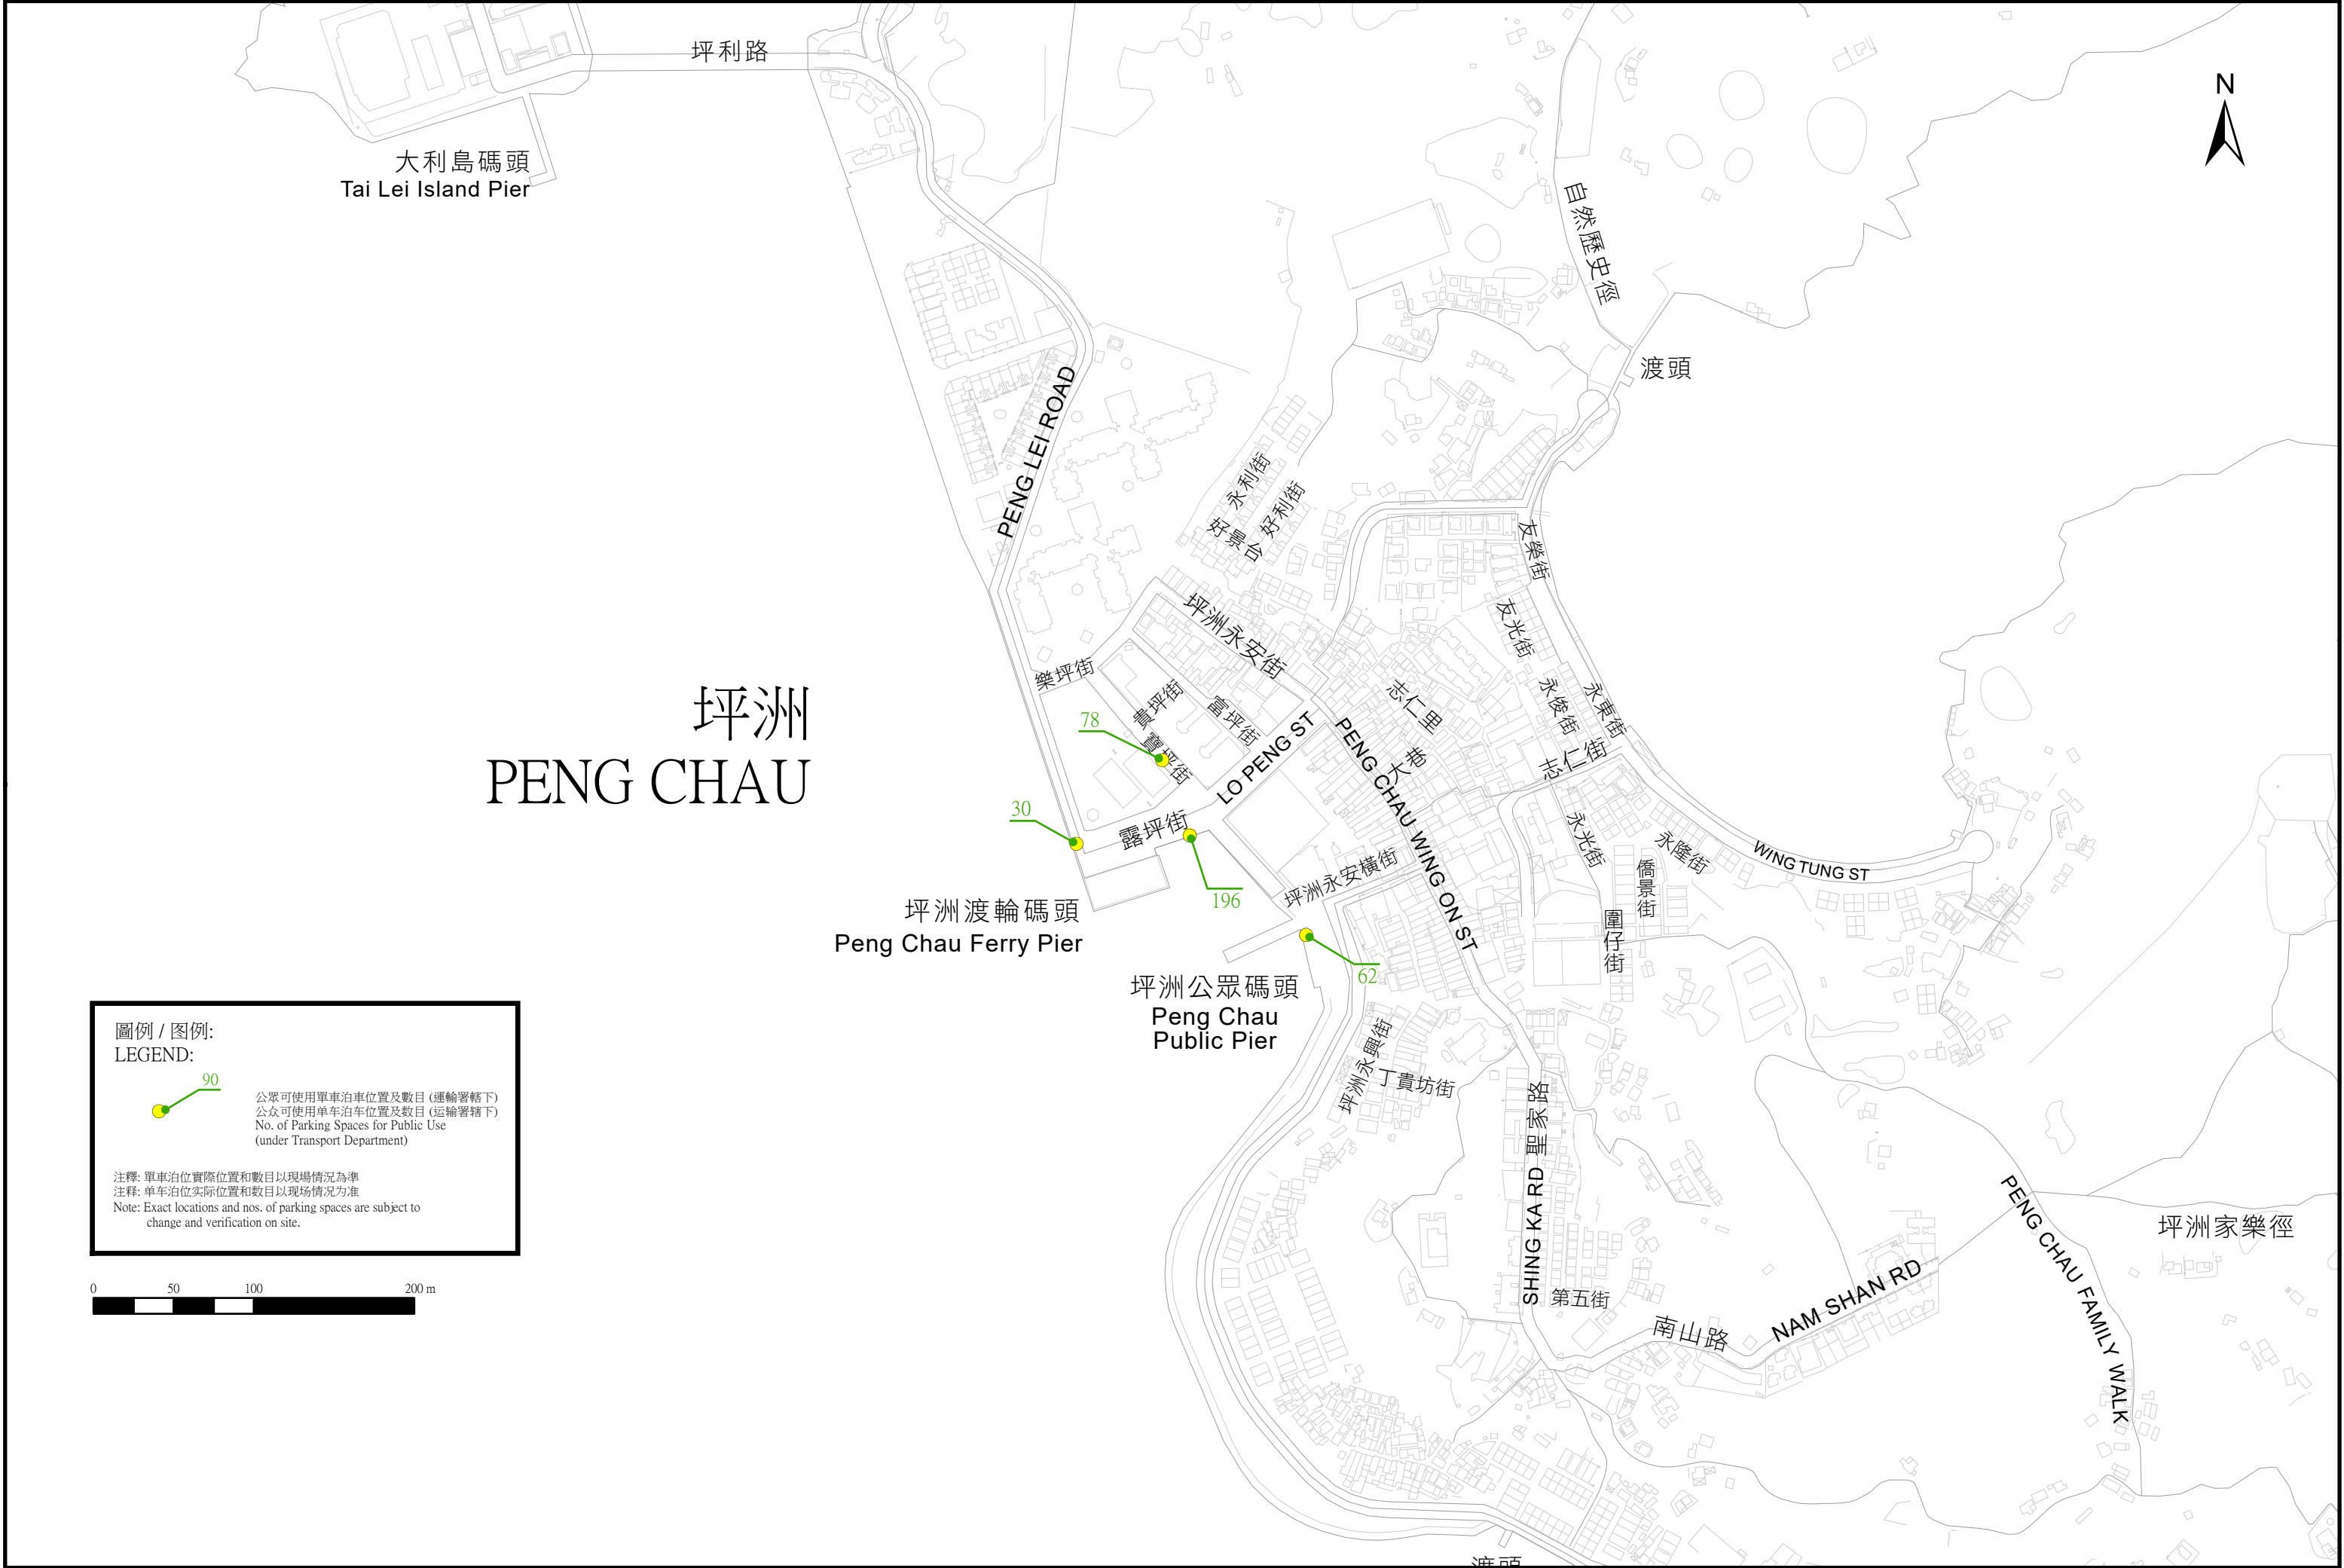 坪利路
N
大利島碼頭
Tai Lei Island Pier
自然歷史徑
渡頭
PENG LEI ROAD
永利街
好利街
好景台
友榮街
坪洲永安街
友光街
樂坪街
貴坪街
富坪街
寶坪街
志仁里
永俊街
永東街
坪洲
PENG CHAU
78
LO PENG ST
PENG CHAU WING ON ST
大巷
志仁街
30
露坪街
196
永光街
永隆街
WING TUNG ST
坪洲永安橫街
僑景街
圍仔街
坪洲渡輪碼頭
Peng Chau Ferry Pier
62
坪洲公眾碼頭
Peng Chau
Public Pier
坪洲永興街
丁貴坊街
聖家路
SHING KA RD
第五街
南山路
NAM SHAN RD
PENG CHAU FAMILY WALK
坪洲家樂徑
渡頭
圖例 / 图例:
LEGEND:
90
公眾可使用單車泊車位置及數目 (運輸署轄下)
公众可使用单车泊车位置及数目 (运输署辖下)
No. of Parking Spaces for Public Use
(under Transport Department)
注釋: 單車泊位實際位置和數目以現場情況為準
注释: 单车泊位实际位置和数目以现场情况为准
Note: Exact locations and nos. of parking spaces are subject to
change and verification on site.
0 50 100 200 m